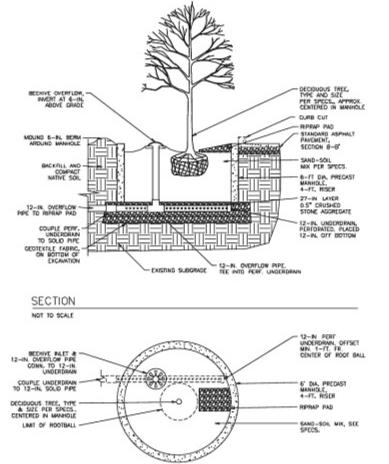 BEEHIVE OVERFLOW,
INVERT AT 6-IN.
ABOVE GRADE
MOUND 6-IN. BERM
AROUND MANHOLE
BACKFILL AND
COMPACT
NATIVE SOIL
12-IN. OVERFLOW
PIPE TO RIPRAP PAD
COUPLE PERF.
UNDERDRAIN
TO SOLID PIPE
GEOTEXTILE FABRIC,
ON BOTTOM OF
EXCAVATION
EXISTING SUBGRADE
DECIDUOUS TREE,
TYPE AND SIZE
PER SPECS., APPROX.
CENTERED IN MANHOLE
CURB CUT
RIPRAP PAD
STANDARD ASPHALT
PAVEMENT,
SECTION B-B'
SAND-SOIL
MIX PER SPECS.
6-FT DIA. PRECAST
MANHOLE,
4-FT. RISER
27-IN LAYER
0.5" CRUSHED
STONE AGGREGATE
12-IN. UNDERDRAIN,
PERFORATED, PLACED
12-IN. OFF BOTTOM
12-IN. OVERFLOW PIPE,
TEE INTO PERF. UNDERDRAIN
SECTION
NOT TO SCALE
BEEHIVE INLET &
12-IN. OVERFLOW PIPE
CONN. TO 12-IN.
UNDERDRAIN
COUPLE UNDERDRAIN
TO 12-IN. SOLID PIPE
DECIDUOUS TREE, TYPE
& SIZE PER SPECS.,
CENTERED IN MANHOLE
LIMIT OF ROOTBALL
12-IN PERF
UNDERDRAIN, OFFSET
MIN. 1-FT. FR
CENTER OF ROOT BALL
6' DIA. PRECAST
MANHOLE,
4-FT. RISER
RIPRAP PAD
SAND-SOIL MIX, SEE
SPECS.